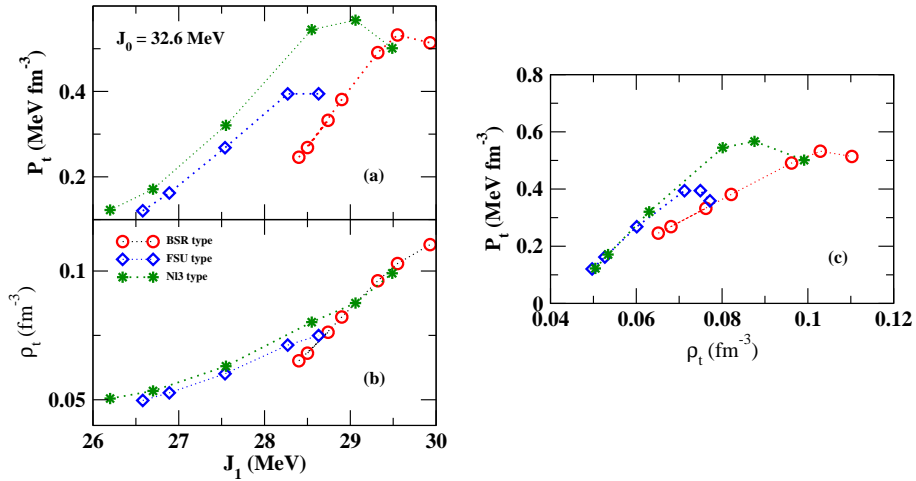 J_0 = 32.6 MeV
P_t (MeV fm^-3)
0.4
0.2
(a)
BSR type
FSU type
Nl3 type
ρ_t (fm^-3)
0.1
0.05
(b)
26 27 28 29 30
J_1 (MeV)
P_t (MeV fm^-3)
0.8
0.6
0.4
0.2
0
(c)
0.04 0.06 0.08 0.1 0.12
ρ_t (fm^-3)